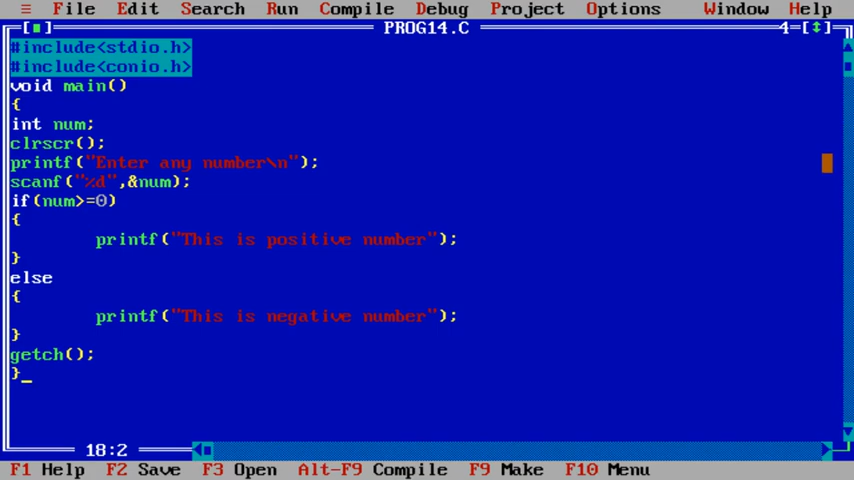 ≡ File Edit Search Run Compile Debug Project Options Window Help
[■] PROG14.C 4=[↕]
#include<stdio.h>
#include<conio.h>
void main()
{
int num;
clrscr();
printf("Enter any number\n");
scanf("%d",&num);
if(num>=0)
{
printf("This is positive number");
}
else
{
printf("This is negative number");
}
getch();
}_
18:2
F1 Help F2 Save F3 Open Alt-F9 Compile F9 Make F10 Menu